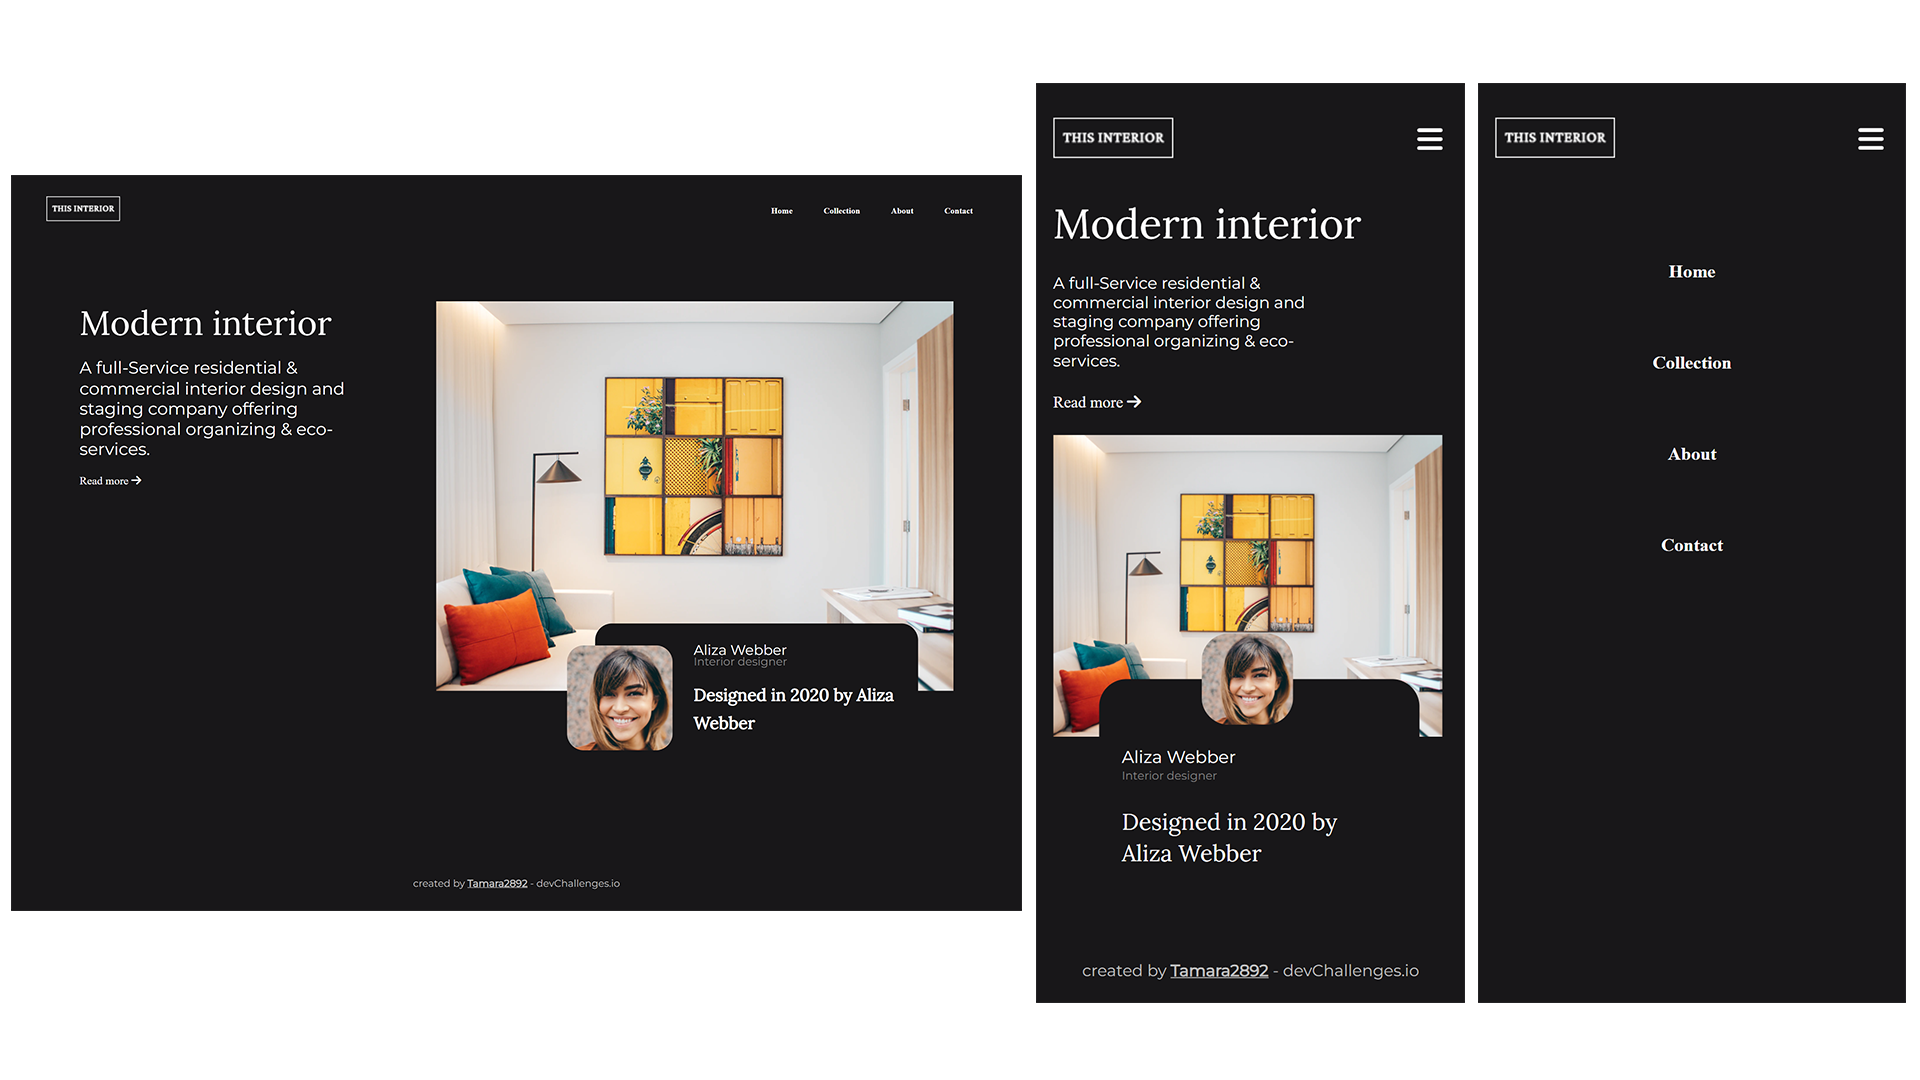 THIS INTERIOR
Home Collection About Contact
Modern interior
A full-Service residential &
commercial interior design and
staging company offering
professional organizing & eco-
services.
Read more
Aliza Webber
Interior designer
Designed in 2020 by Aliza
Webber
created by Tamara2892 - devChallenges.io
THIS INTERIOR
Modern interior
A full-Service residential &
commercial interior design and
staging company offering
professional organizing & eco-
services.
Read more
Aliza Webber
Interior designer
Designed in 2020 by
Aliza Webber
created by Tamara2892 - devChallenges.io
THIS INTERIOR
Home
Collection
About
Contact